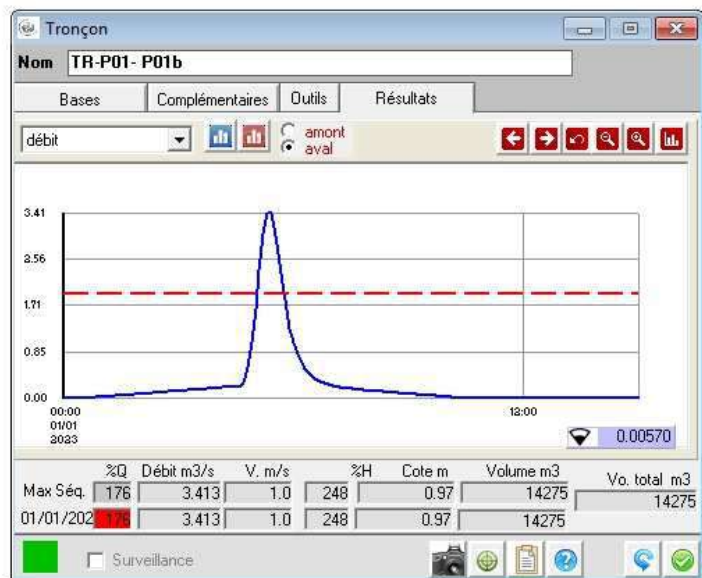 Tronçon
Nom TR-P01- P01b
Bases Complémentaires Outils Résultats
débit amont
aval
3.41
2.56
1.71
0.85
0.00
00:00 12:00
01/01
2023
0.00570
%Q Débit m3/s V. m/s %H Cote m Volume m3 Vo. total m3
Max Séq. 176 3.413 1.0 248 0.97 14275 14275
01/01/202 176 3.413 1.0 248 0.97 14275
Surveillance